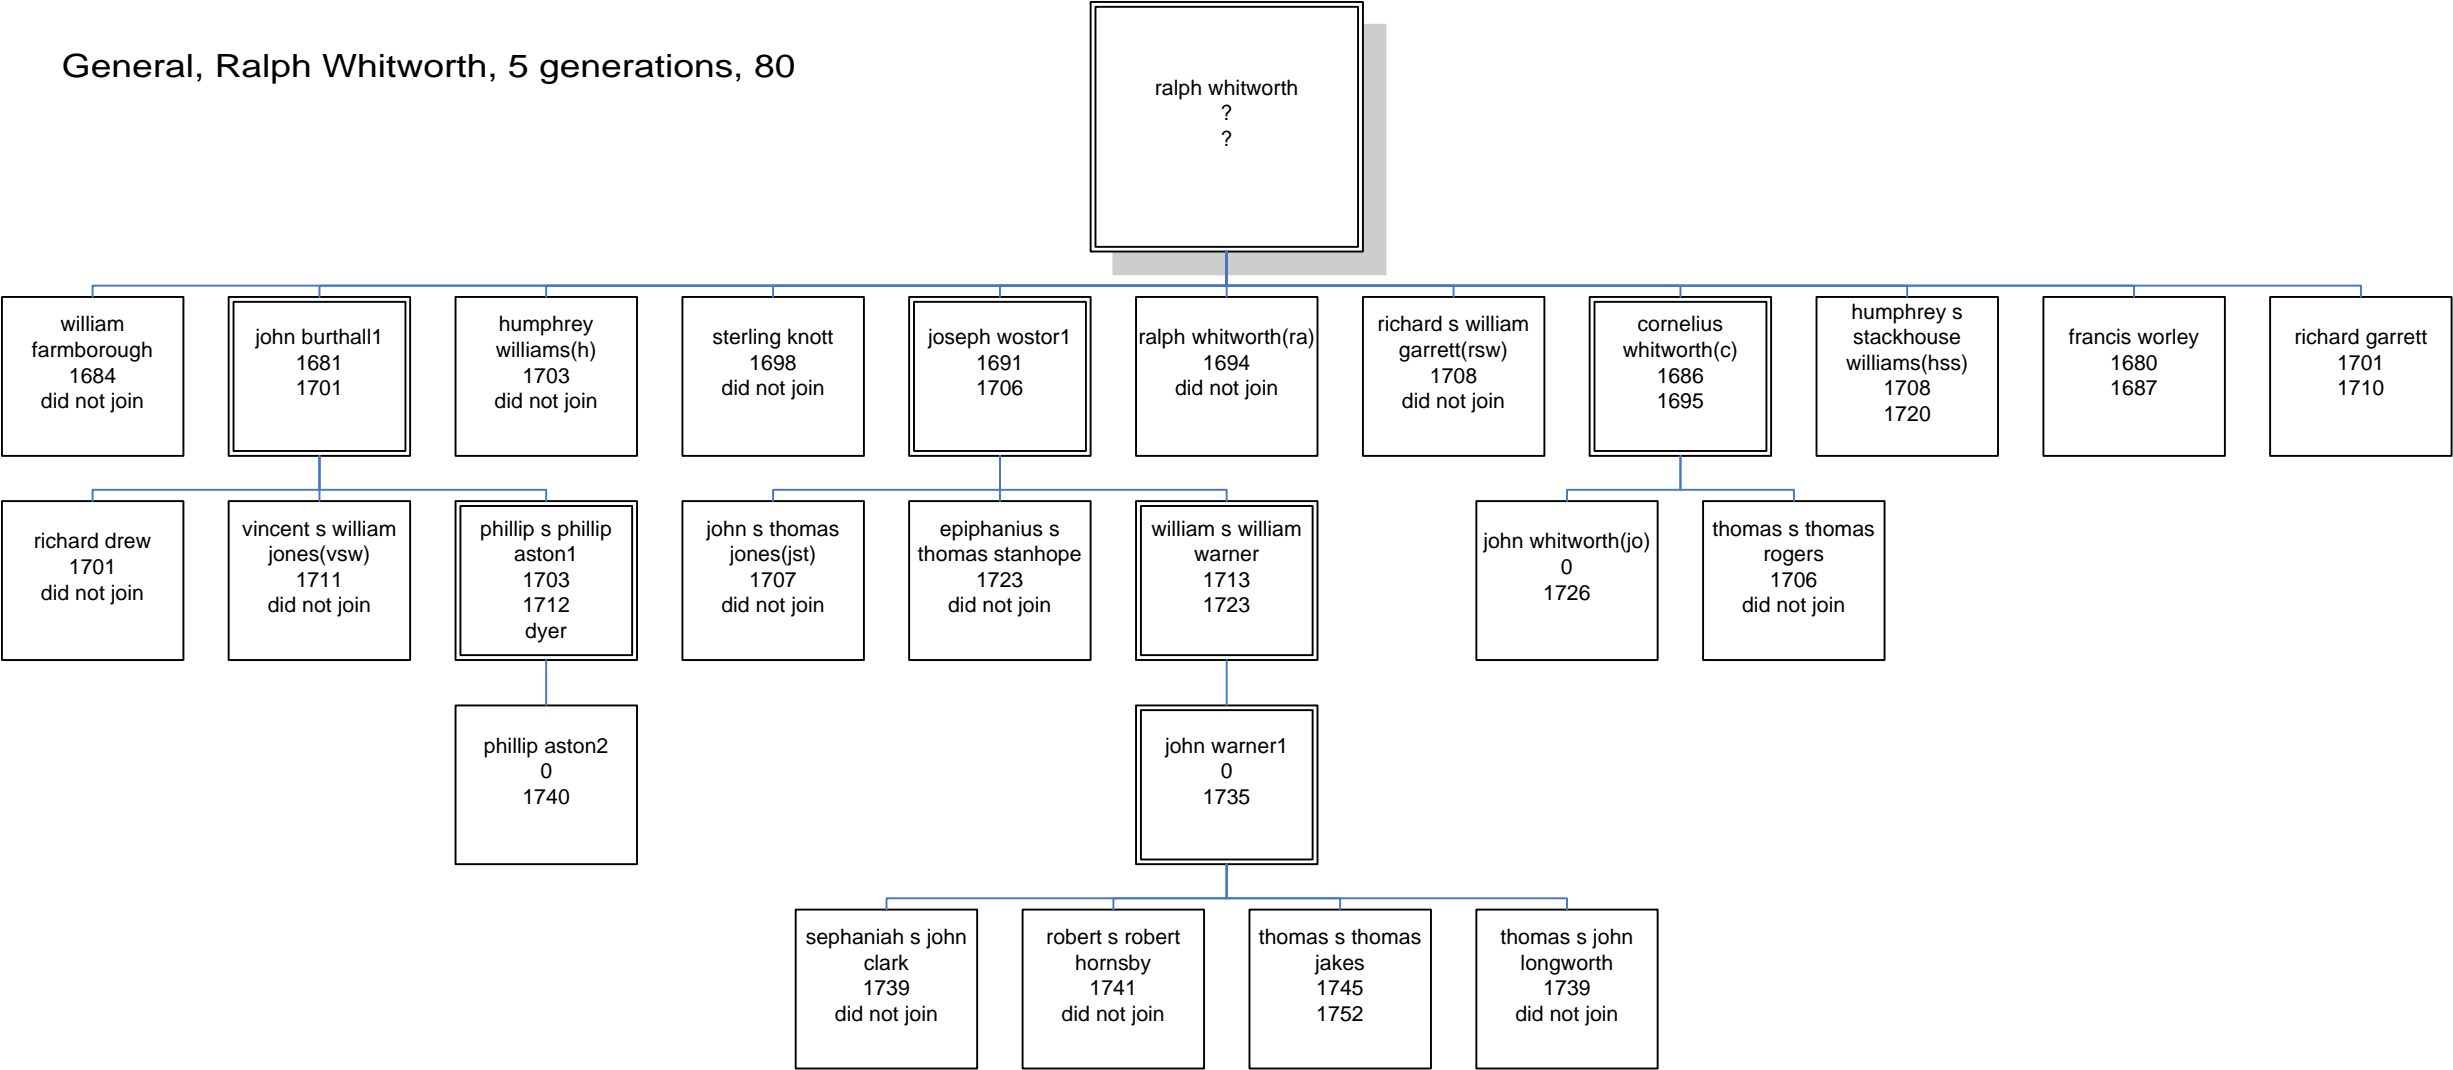 General, Ralph Whitworth, 5 generations, 80
ralph whitworth
?
?
william
farmborough
1684
did not join
john burthall1
1681
1701
humphrey
williams(h)
1703
did not join
sterling knott
1698
did not join
joseph wostor1
1691
1706
ralph whitworth(ra)
1694
did not join
richard s william
garrett(rsw)
1708
did not join
cornelius
whitworth(c)
1686
1695
humphrey s
stackhouse
williams(hss)
1708
1720
francis worley
1680
1687
richard garrett
1701
1710
richard drew
1701
did not join
vincent s william
jones(vsw)
1711
did not join
phillip s phillip
aston1
1703
1712
dyer
john s thomas
jones(jst)
1707
did not join
epiphanius s
thomas stanhope
1723
did not join
william s william
warner
1713
1723
john whitworth(jo)
0
1726
thomas s thomas
rogers
1706
did not join
phillip aston2
0
1740
john warner1
0
1735
sephaniah s john
clark
1739
did not join
robert s robert
hornsby
1741
did not join
thomas s thomas
jakes
1745
1752
thomas s john
longworth
1739
did not join